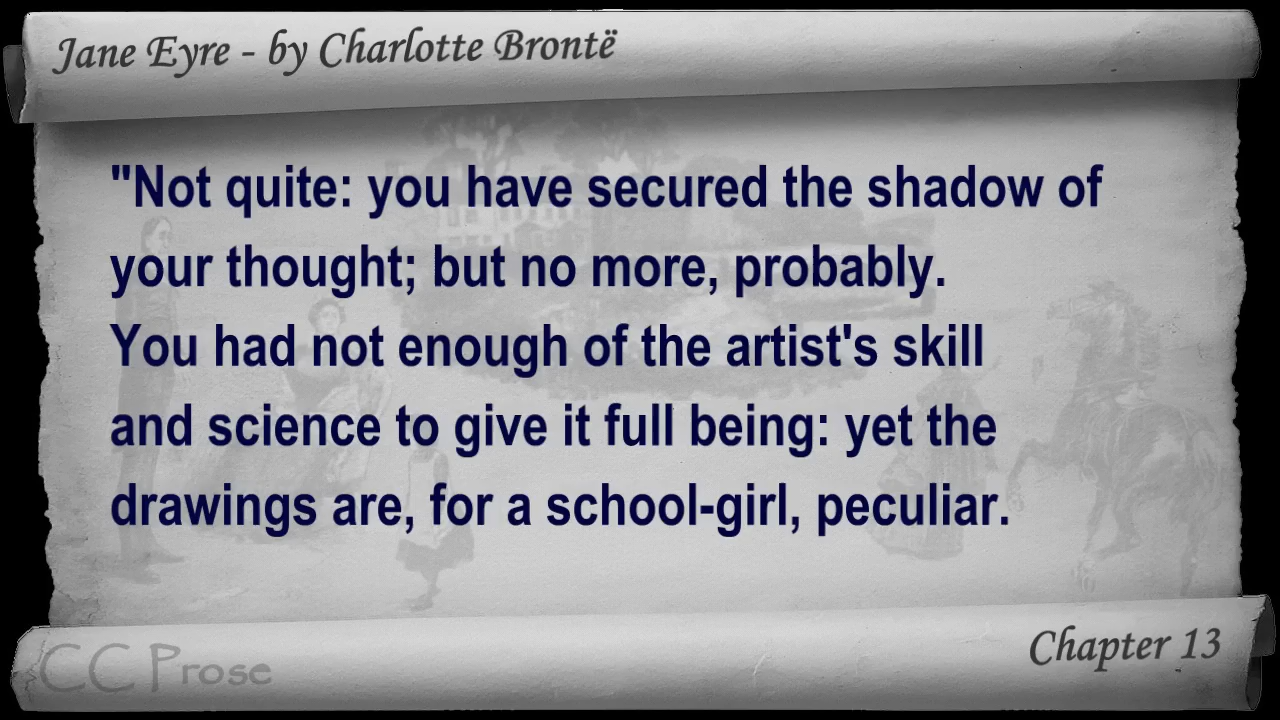 Jane Eyre - by Charlotte Brontë
"Not quite: you have secured the shadow of
your thought; but no more, probably.
You had not enough of the artist's skill
and science to give it full being: yet the
drawings are, for a school-girl, peculiar.
Chapter 13
CC Prose